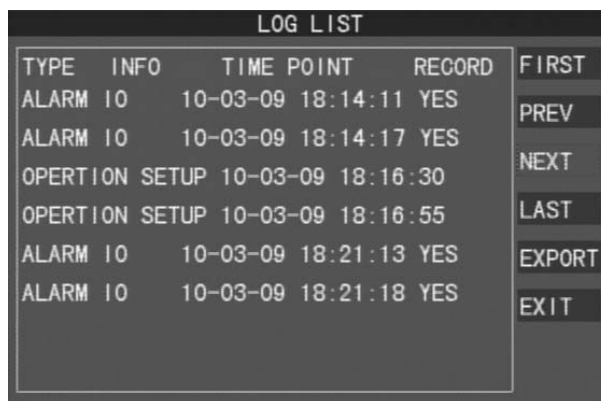 LOG LIST
TYPE INFO TIME POINT RECORD
ALARM IO 10-03-09 18:14:11 YES
ALARM IO 10-03-09 18:14:17 YES
OPERTION SETUP 10-03-09 18:16:30
OPERTION SETUP 10-03-09 18:16:55
ALARM IO 10-03-09 18:21:13 YES
ALARM IO 10-03-09 18:21:18 YES
FIRST
PREV
NEXT
LAST
EXPORT
EXIT